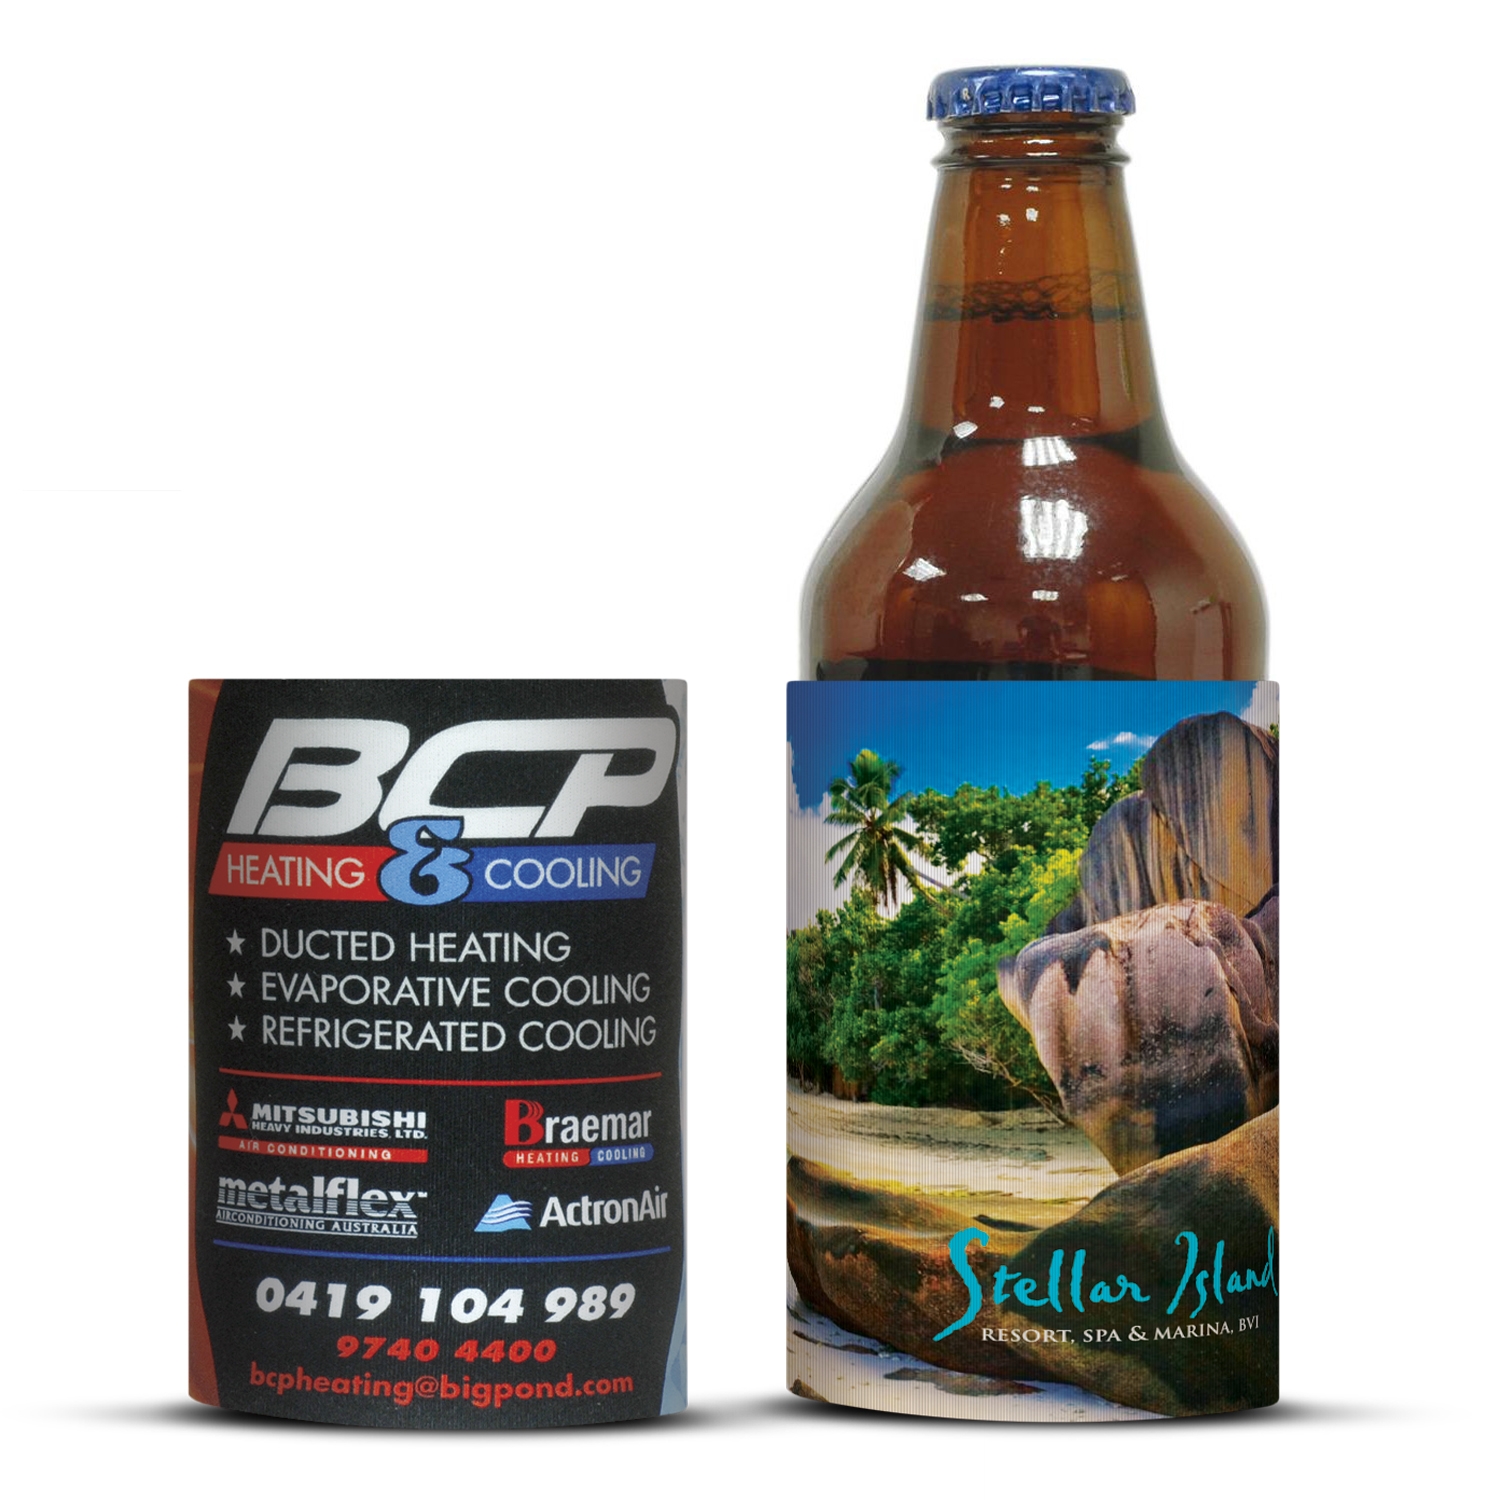 BCP
HEATING & COOLING
★ DUCTED HEATING
★ EVAPORATIVE COOLING
★ REFRIGERATED COOLING
MITSUBISHI
HEAVY INDUSTRIES, LTD.
AIR CONDITIONING
Braemar
HEATING COOLING
metalflex™
AIRCONDITIONING AUSTRALIA
ActronAir
0419 104 989
9740 4400
bcpheating@bigpond.com
Stellar Island
RESORT, SPA & MARINA, BVI